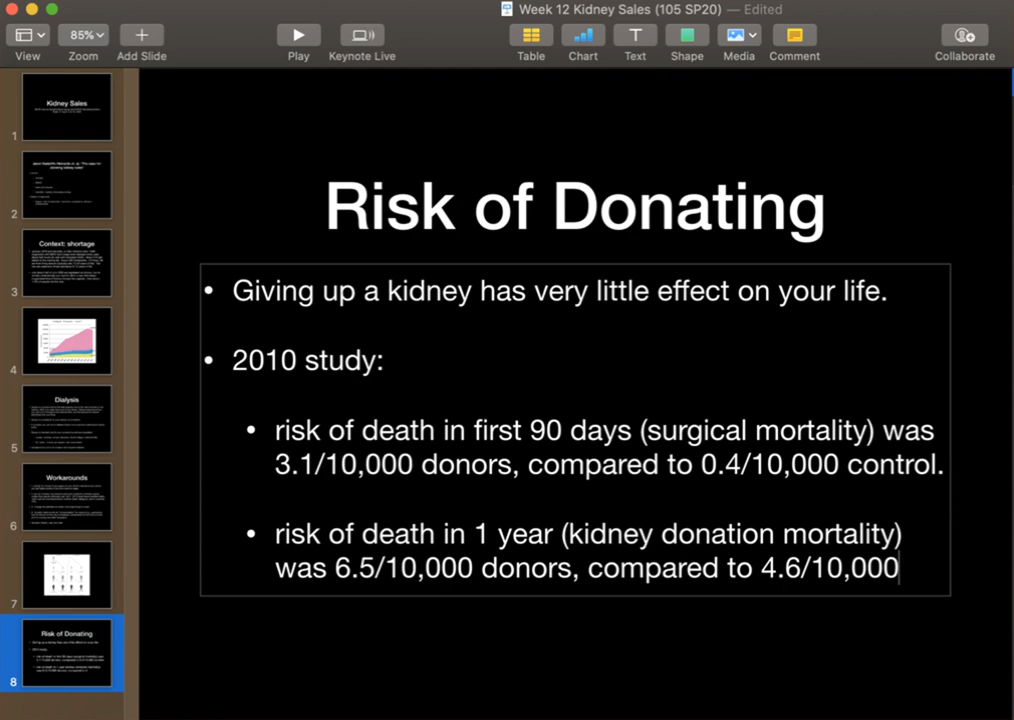 Week 12 Kidney Sales (105 SP20) — Edited
85%
View Zoom Add Slide Play Keynote Live Table Chart Text Shape Media Comment Collaborate
Kidney Sales
1
2
Context: shortage
3
4
Dialysis
5
Workarounds
6
7
Risk of Donating
8
Risk of Donating
• Giving up a kidney has very little effect on your life.
• 2010 study:
• risk of death in first 90 days (surgical mortality) was
3.1/10,000 donors, compared to 0.4/10,000 control.
• risk of death in 1 year (kidney donation mortality)
was 6.5/10,000 donors, compared to 4.6/10,000